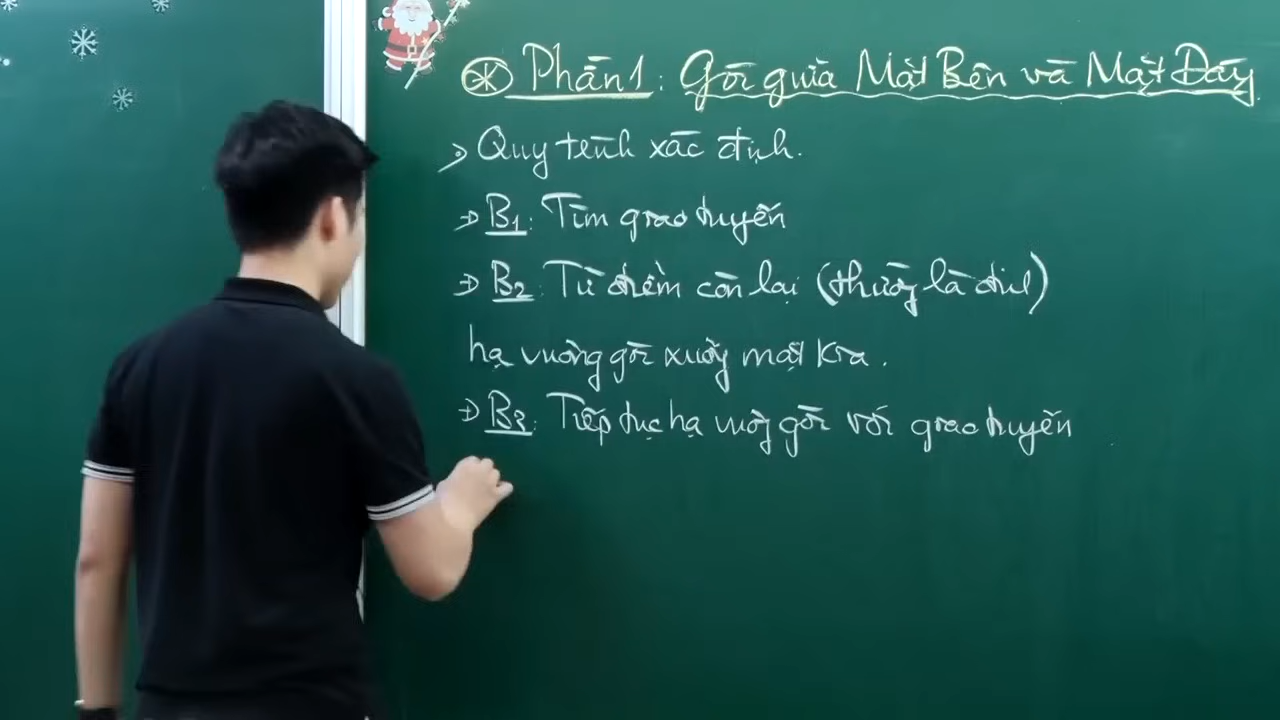 Phần 1: Góc giữa Mặt Bên và Mặt Đáy
Quy trình xác định.
B1: Tìm giao tuyến
B2: Từ điểm còn lại (thường là đỉnh)
hạ vuông góc xuống mặt kia.
B3: Tiếp tục hạ vuông góc với giao tuyến